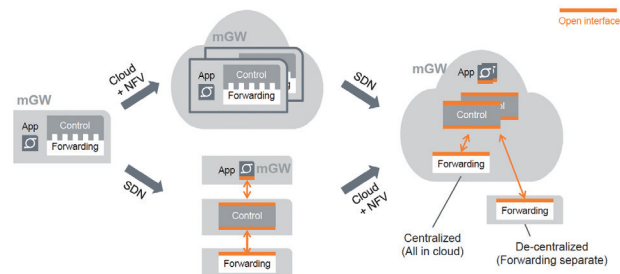 Open interface
mGW
App
Control
Forwarding
Cloud
+ NFV
SDN
mGW
App
Control
Forwarding
SDN
App
mGW
Control
Forwarding
Cloud
+ NFV
mGW
App
Control
Forwarding
Forwarding
Centralized
(All in cloud)
De-centralized
(Forwarding separate)